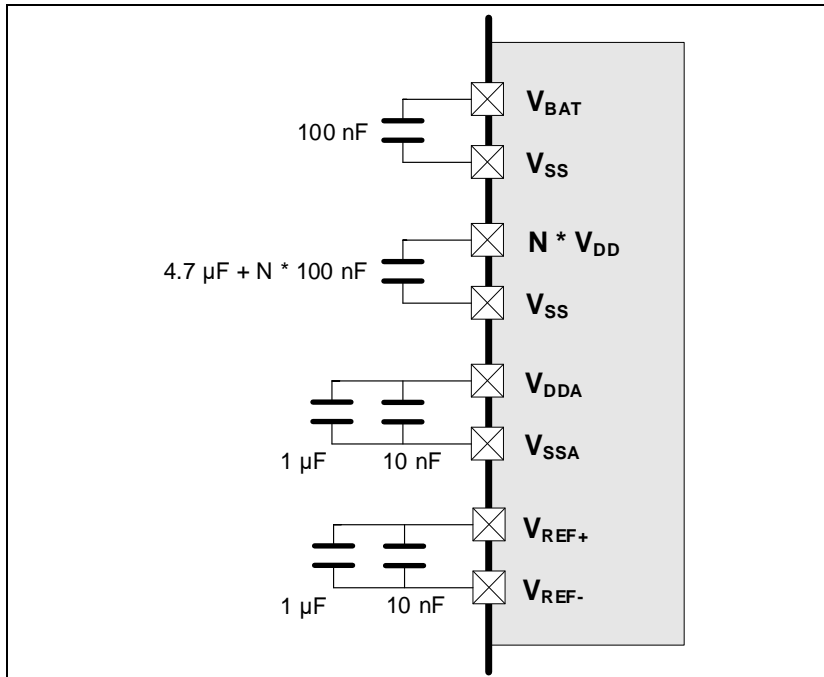 V_BAT
100 nF
V_SS
N * V_DD
4.7 µF + N * 100 nF
V_SS
V_DDA
1 µF 10 nF V_SSA
V_REF+
1 µF 10 nF V_REF-